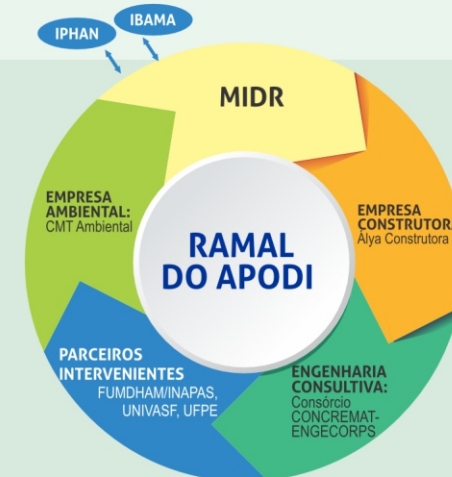 IPHAN
IBAMA
MIDR
EMPRESA
AMBIENTAL:
CMT Ambiental
EMPRESA
CONSTRUTORA
Álya Construtora
RAMAL
DO APODI
PARCEIROS
INTERVENIENTES
FUMDHAM/INAPAS,
UNIVASF, UFPE
ENGENHARIA
CONSULTIVA:
Consórcio
CONCREMAT-
ENGECORPS